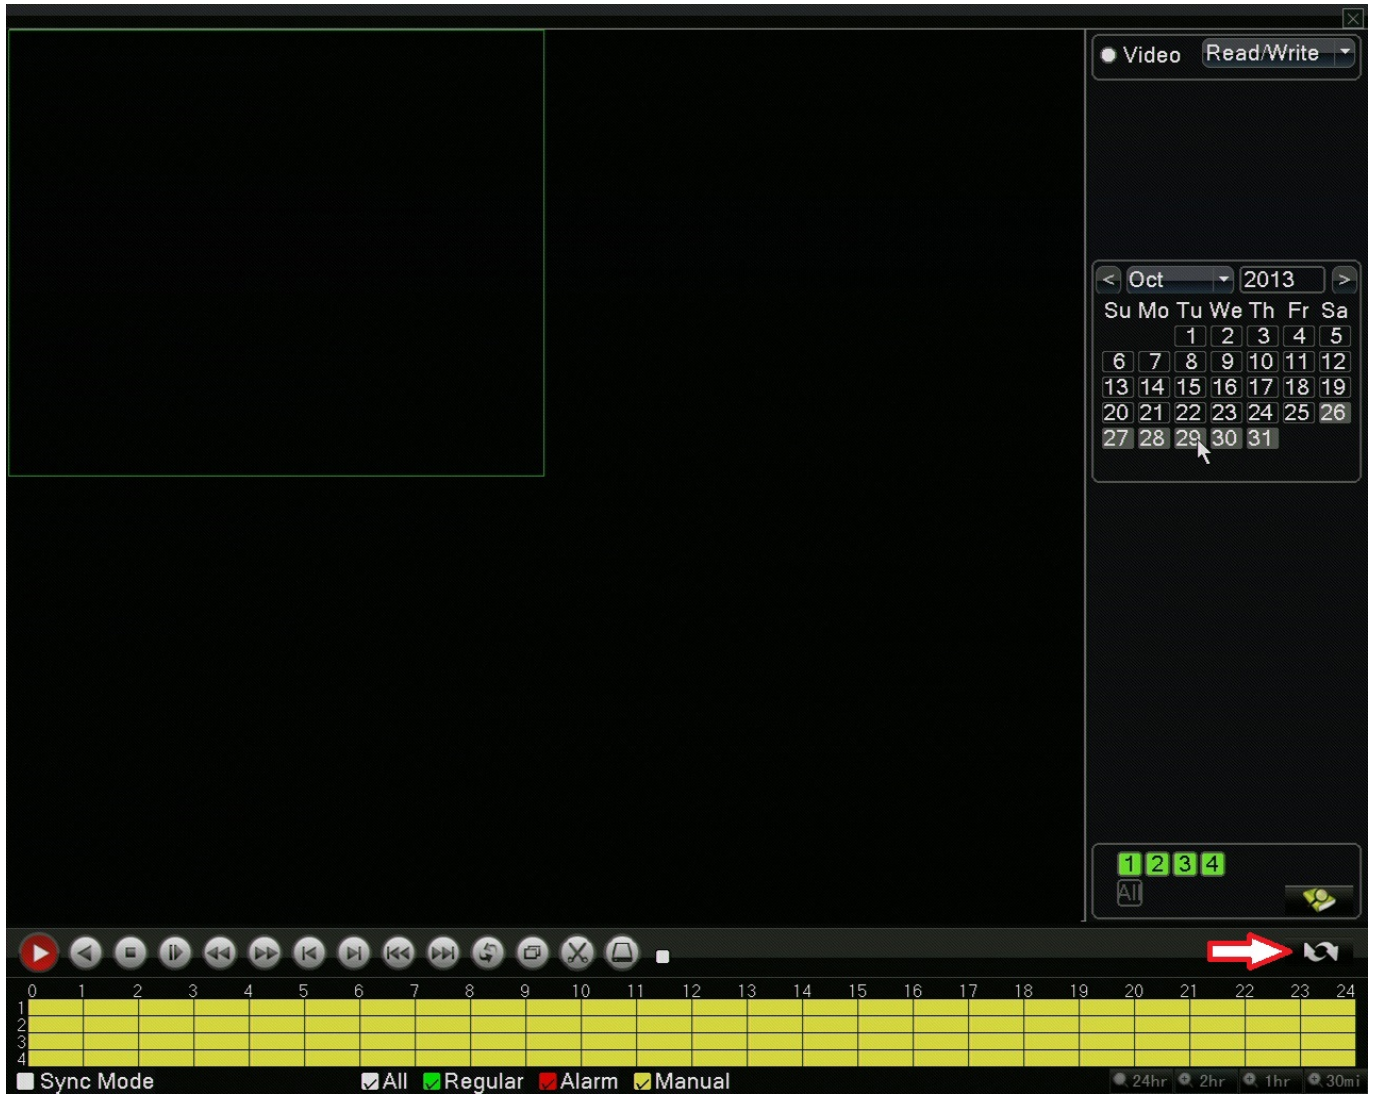 Video Read/Write
< Oct 2013 >
Su Mo Tu We Th Fr Sa
1 2 3 4 5
6 7 8 9 10 11 12
13 14 15 16 17 18 19
20 21 22 23 24 25 26
27 28 29 30 31
1 2 3 4
All
0 1 2 3 4 5 6 7 8 9 10 11 12 13 14 15 16 17 18 19 20 21 22 23 24
1
2
3
4
Sync Mode All Regular Alarm Manual 24hr 2hr 1hr 30mi